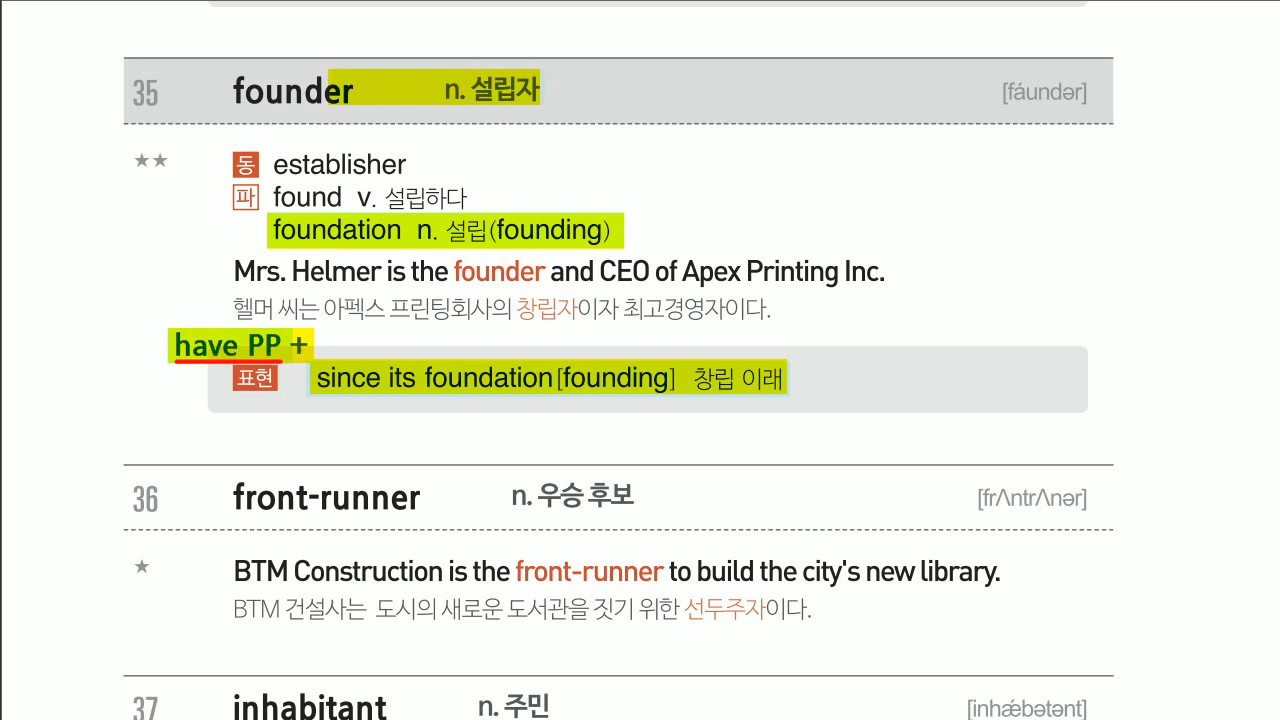 35 founder n. 설립자 [fáundər]
★★ 동 establisher
파 found v. 설립하다
foundation n. 설립(founding)
Mrs. Helmer is the founder and CEO of Apex Printing Inc.
헬머 씨는 아펙스 프린팅회사의 창립자이자 최고경영자이다.
have PP +
표현 since its foundation[founding] 창립 이래
36 front-runner n. 우승 후보 [frΛntrΛnər]
★ BTM Construction is the front-runner to build the city's new library.
BTM 건설사는 도시의 새로운 도서관을 짓기 위한 선두주자이다.
37 inhabitant n. 주민 [inhǽbətənt]